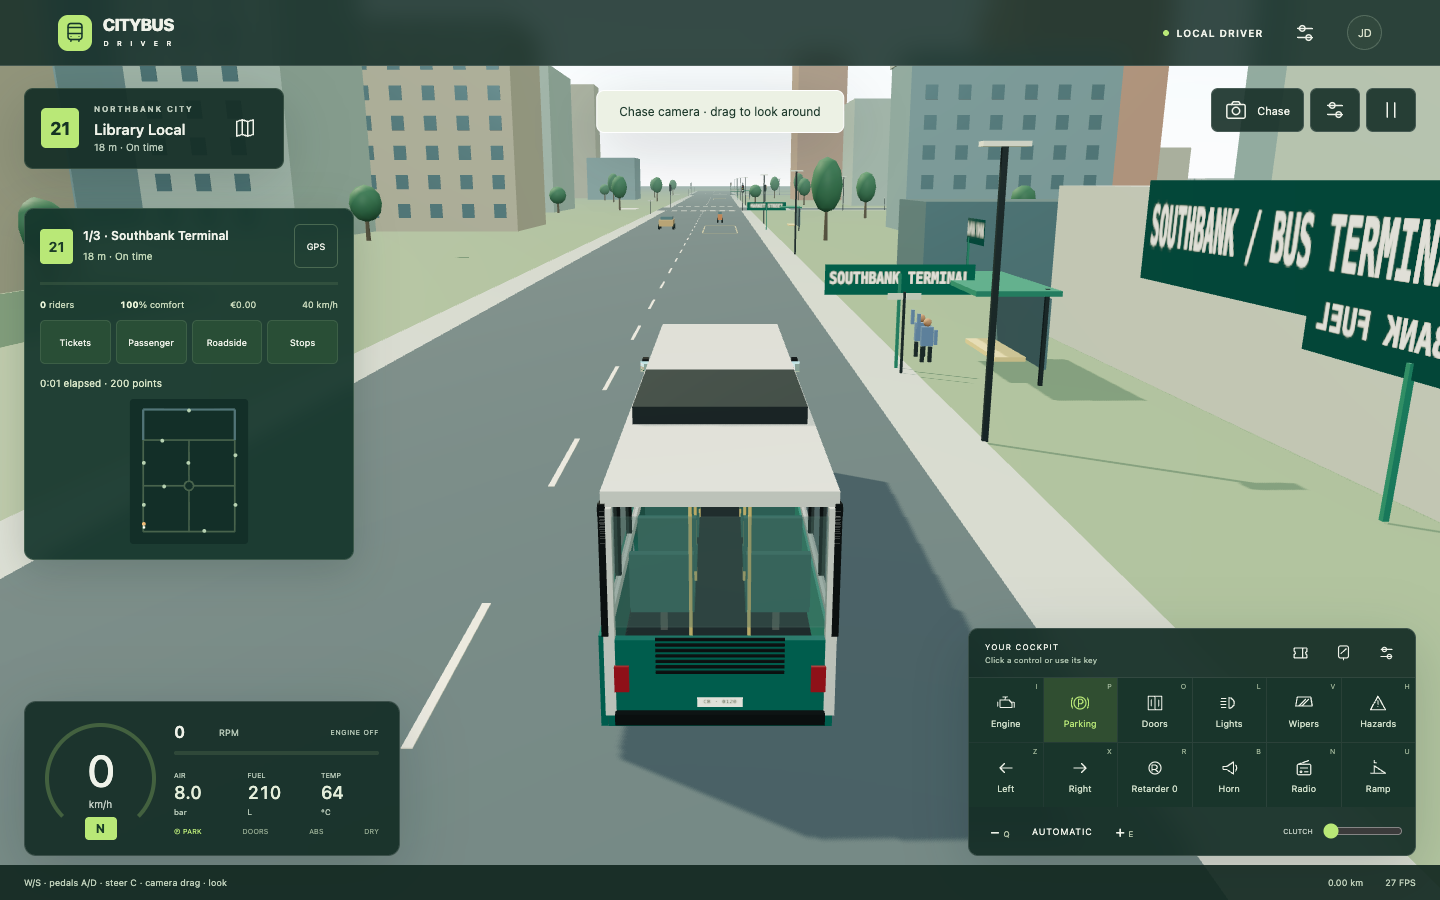 CITYBUS
DRIVER
LOCAL DRIVER
JD
21
NORTHBANK CITY
Library Local
18 m · On time
Chase camera · drag to look around
Chase
21
1/3 · Southbank Terminal
18 m · On time
GPS
0 riders
100% comfort
€0.00
40 km/h
Tickets
Passenger
Roadside
Stops
0:01 elapsed · 200 points
SOUTHBANK TERMINAL
SOUTHBANK / BUS TERMIN
BANK FUEL
0
km/h
N
0 RPM
ENGINE OFF
AIR
8.0
bar
FUEL
210
L
TEMP
64
°C
Ⓟ PARK
DOORS
ABS
DRY
YOUR COCKPIT
Click a control or use its key
I
Engine
P
Parking
O
Doors
L
Lights
V
Wipers
H
Hazards
Z
Left
X
Right
R
Retarder 0
B
Horn
N
Radio
U
Ramp
− Q
AUTOMATIC
+ E
CLUTCH
W/S · pedals A/D · steer C · camera drag · look
0.00 km
27 FPS